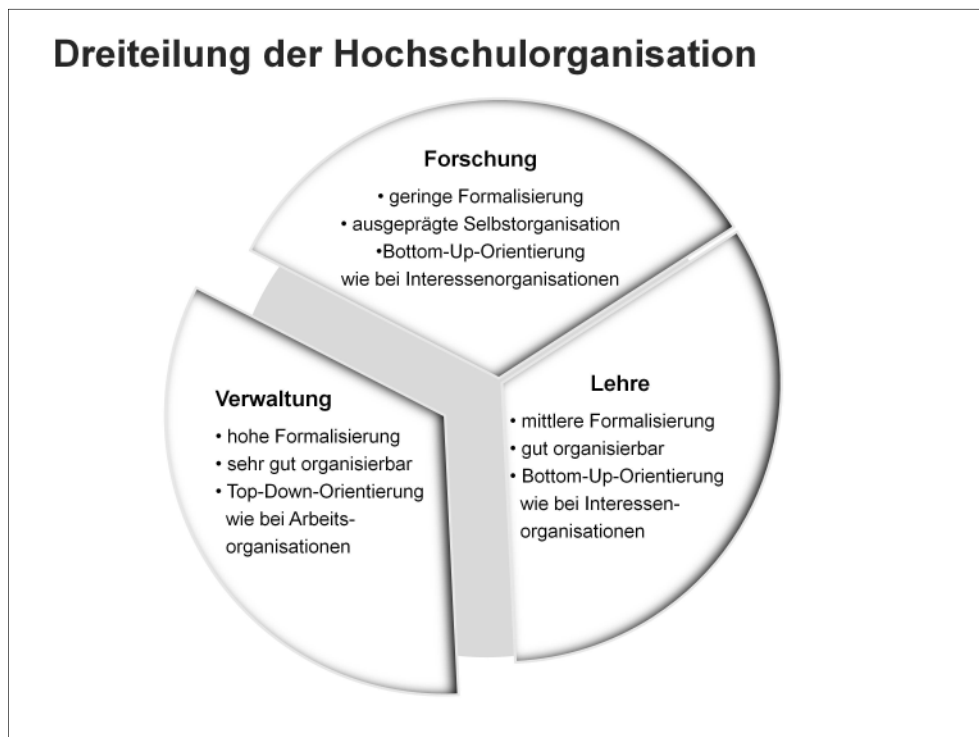 Dreiteilung der Hochschulorganisation
Forschung
• geringe Formalisierung
• ausgeprägte Selbstorganisation
•Bottom-Up-Orientierung
wie bei Interessenorganisationen
Verwaltung
• hohe Formalisierung
• sehr gut organisierbar
• Top-Down-Orientierung
wie bei Arbeits-
organisationen
Lehre
• mittlere Formalisierung
• gut organisierbar
• Bottom-Up-Orientierung
wie bei Interessen-
organisationen